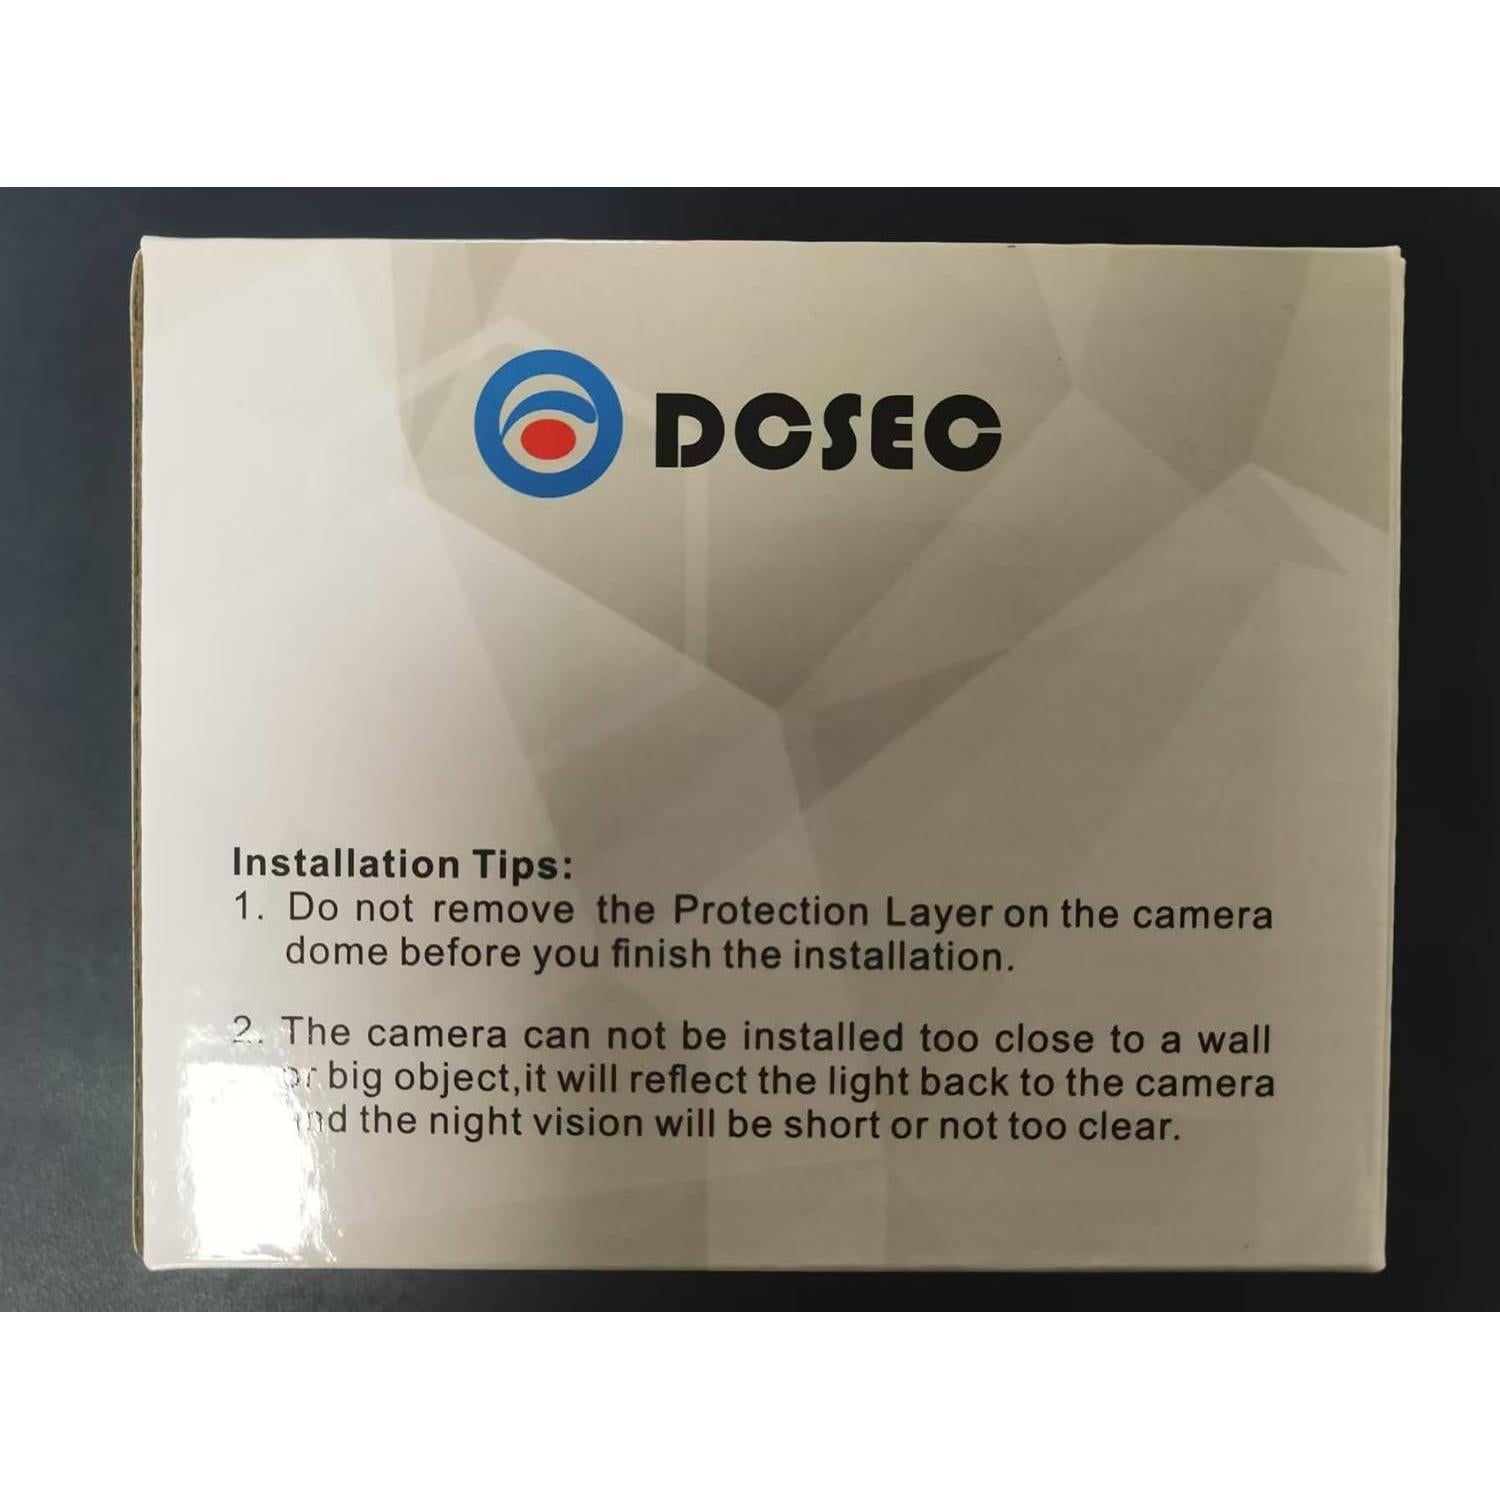 DCSEC
Installation Tips:
1. Do not remove the Protection Layer on the camera
dome before you finish the installation.
2. The camera can not be installed too close to a wall
or big object,it will reflect the light back to the camera
and the night vision will be short or not too clear.